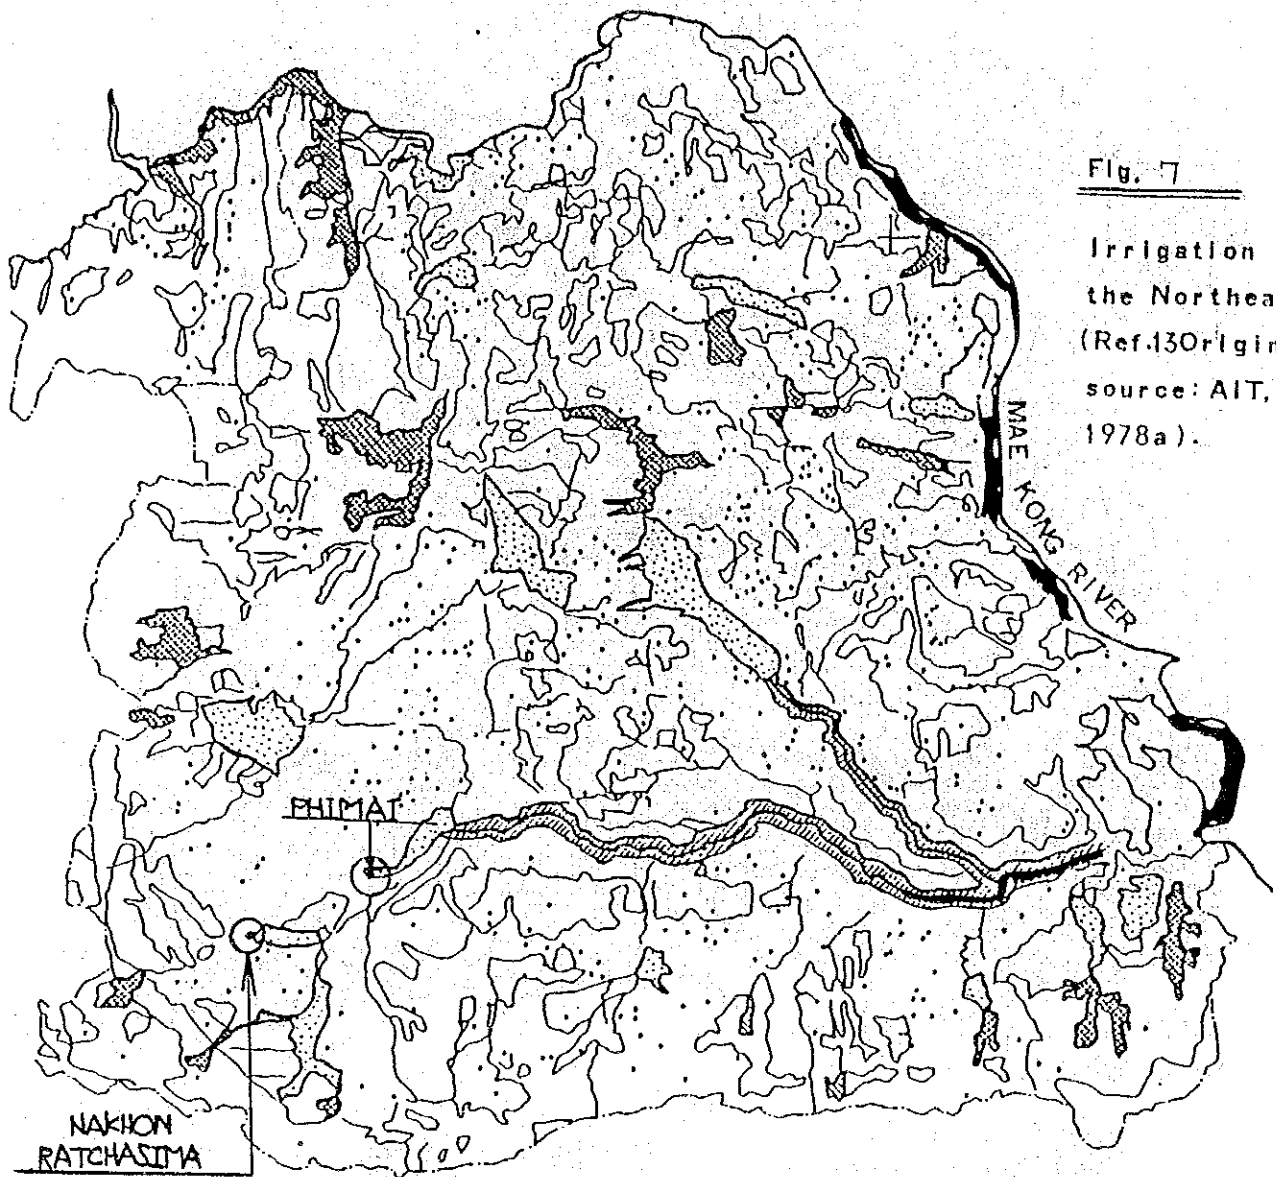 Fig. 7
Irrigation
the Northea
(Ref.13Origin
source: AIT,
1978a).
MAE KONG RIVER
PHIMAI
NAKHON
RATCHASIMA